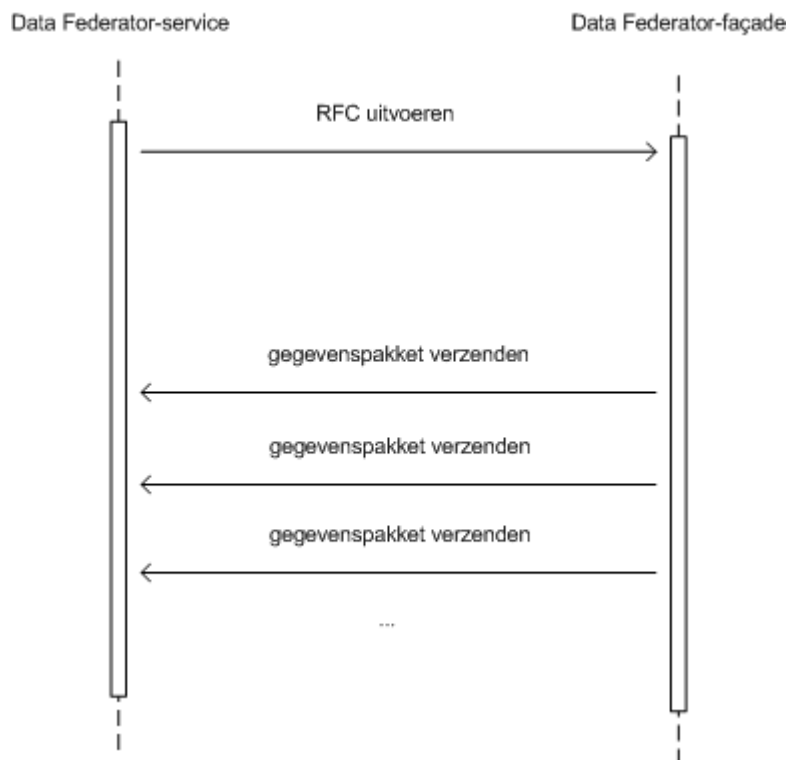 Data Federator-service
Data Federator-façade
RFC uitvoeren
gegevenspakket verzenden
gegevenspakket verzenden
gegevenspakket verzenden
...